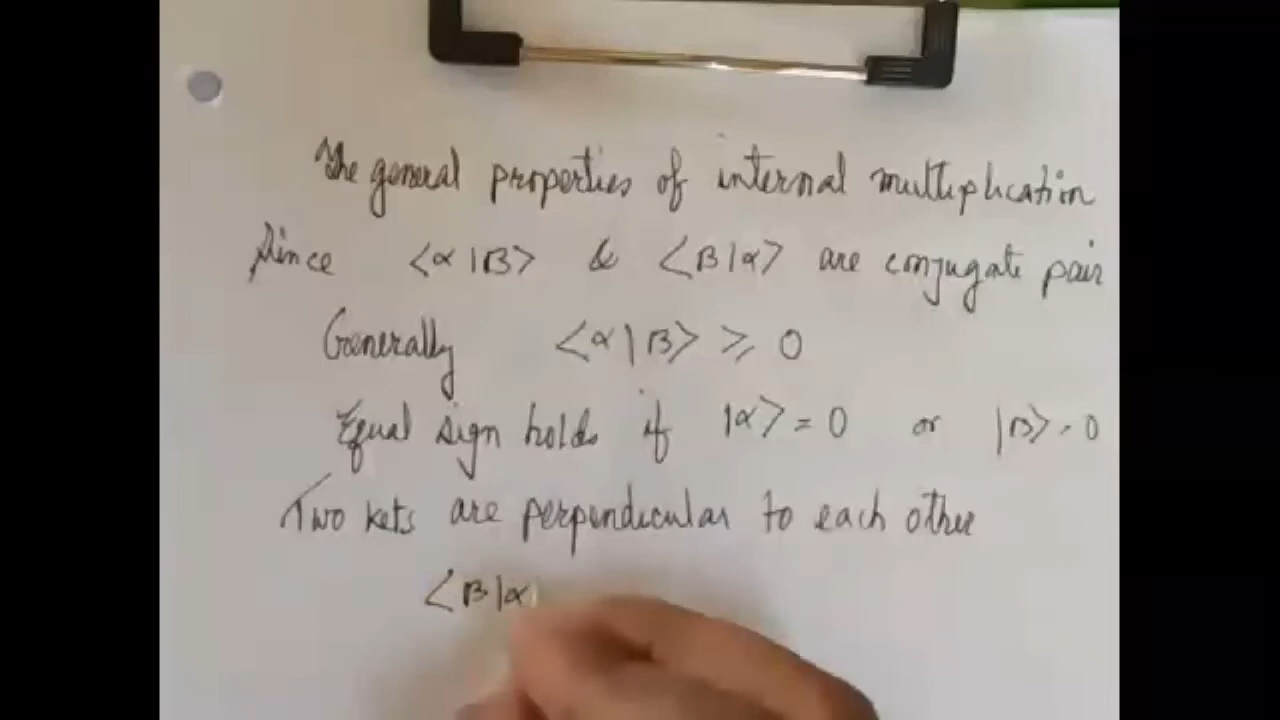 The general properties of internal multiplication
Since <α|β> & <β|α> are conjugate pair
Generally <α|β> ≥ 0
Equal sign holds if |α> = 0 or |β> = 0
Two kets are perpendicular to each other
<β|α